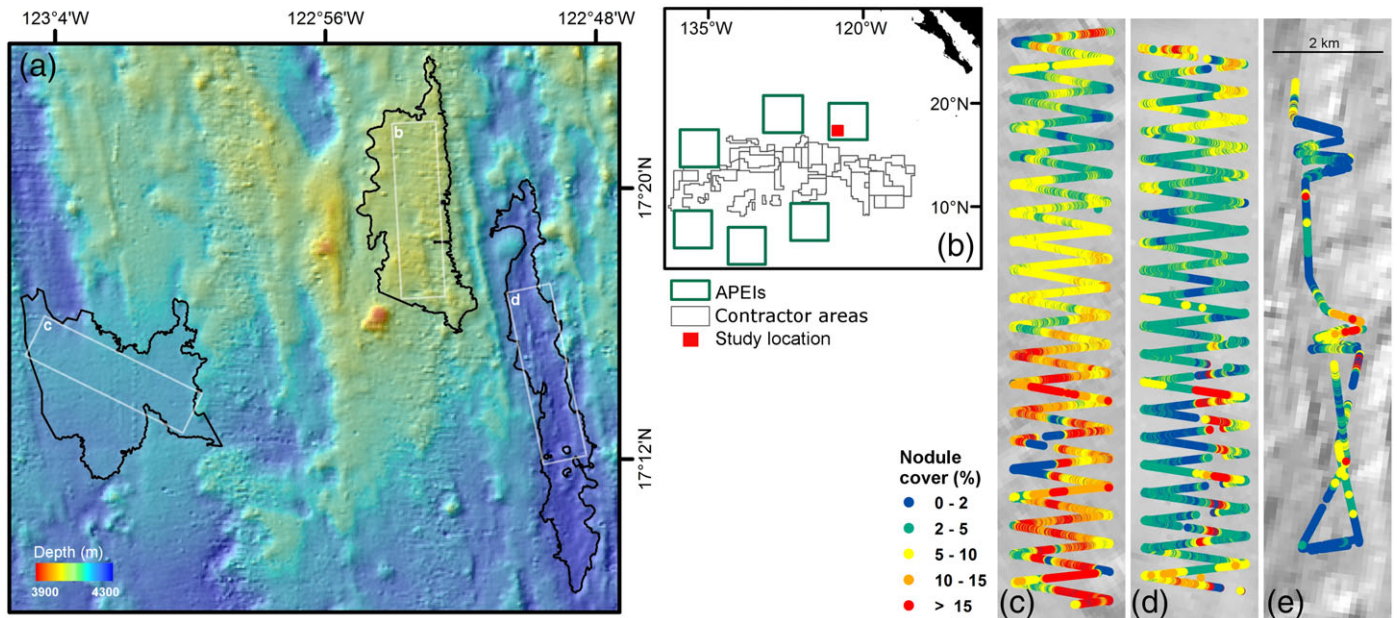 123°4'W
122°56'W
122°48'W
(a)
b
c
d
17°20'N
17°12'N
Depth (m)
3900
4300
135°W
120°W
20°N
10°N
(b)
APEIs
Contractor areas
Study location
Nodule
cover (%)
0 - 2
2 - 5
5 - 10
10 - 15
> 15
(c)
(d)
2 km
(e)